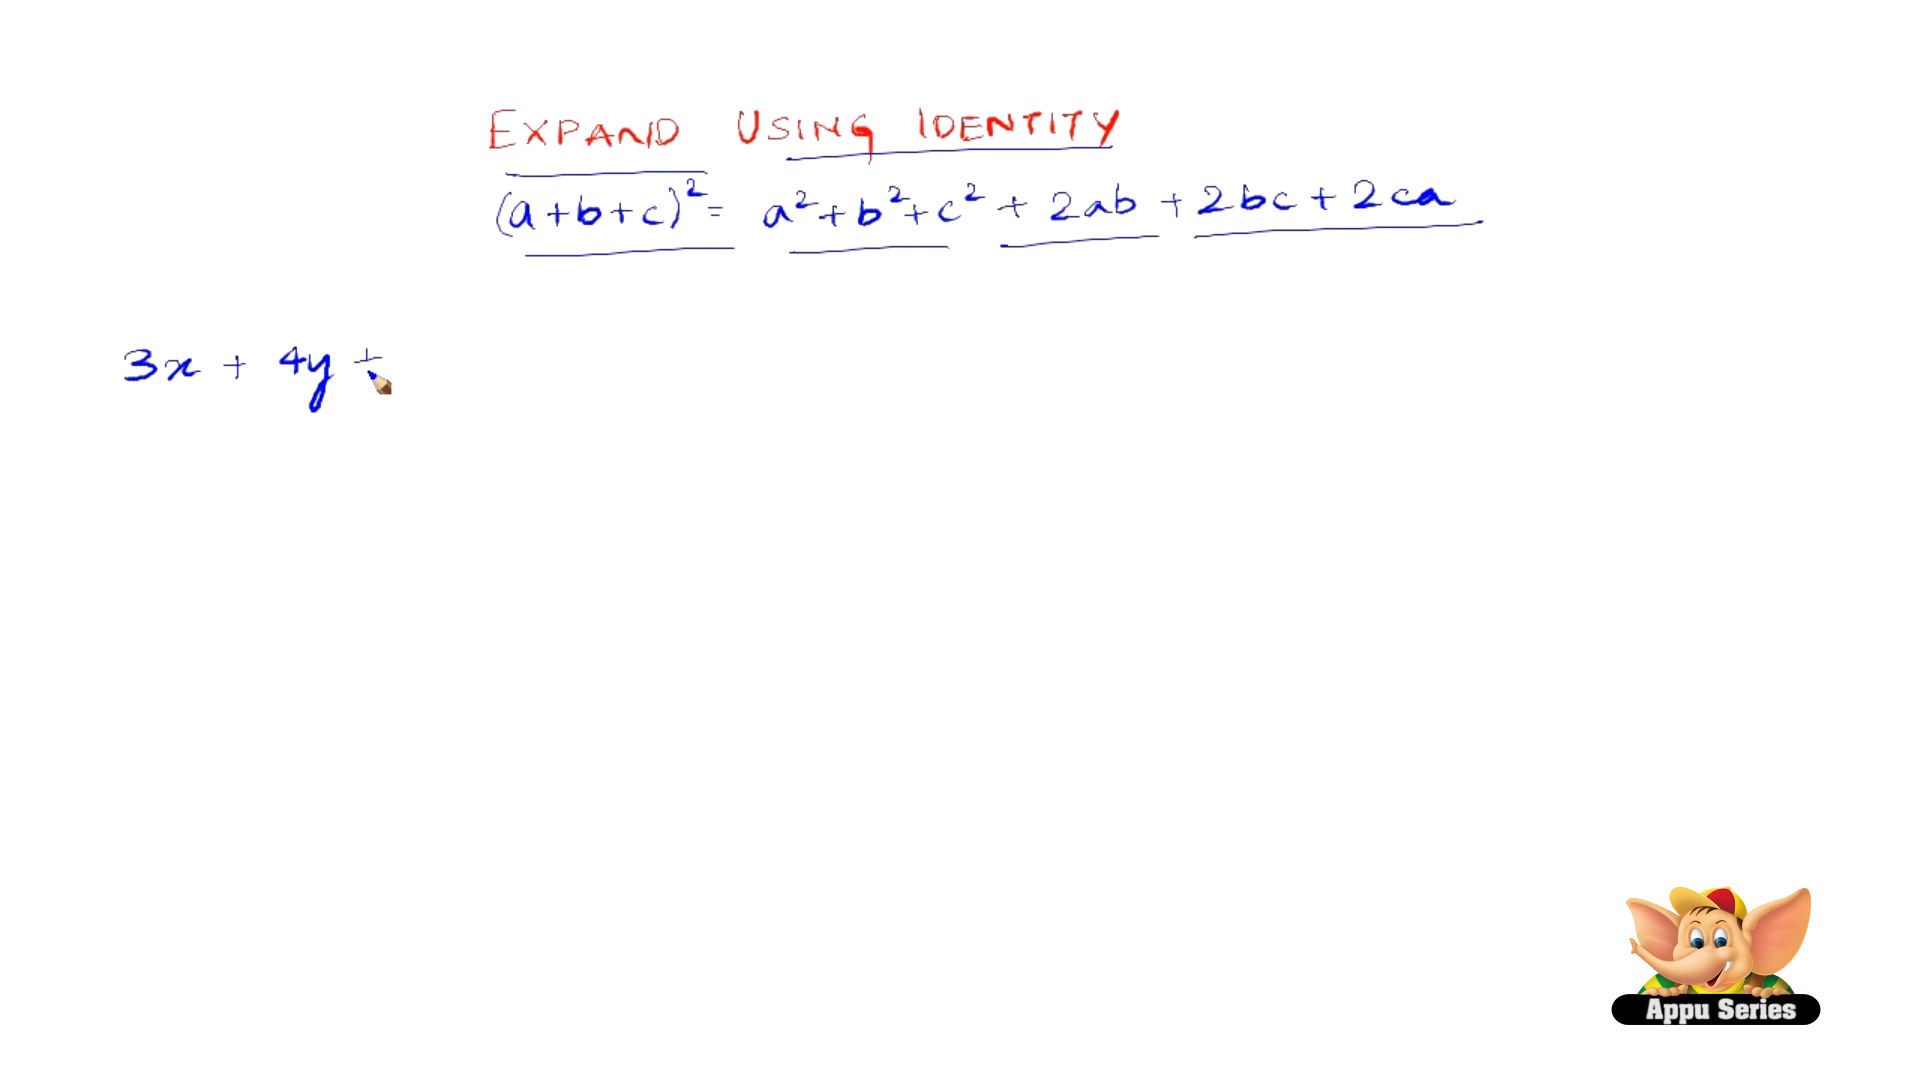 EXPAND USING IDENTITY
(a+b+c)²= a²+b²+c² + 2ab + 2bc + 2ca
3x + 4y +
Appu Series